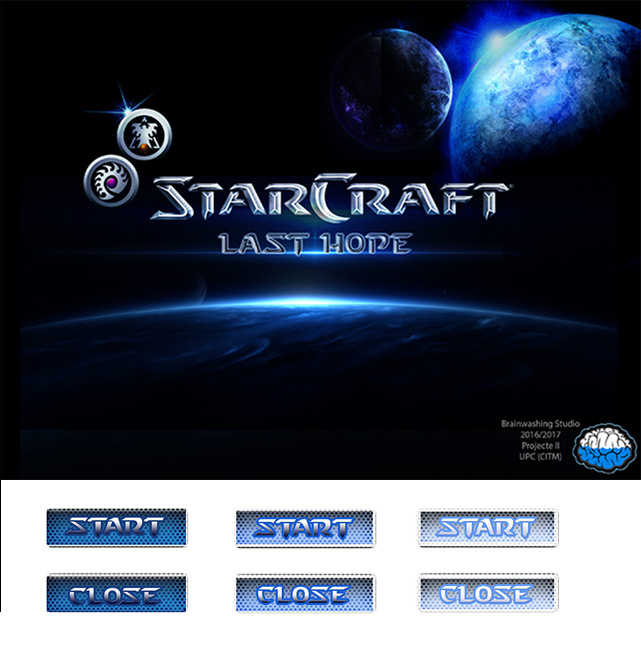 STARCRAFT
LAST HOPE
Brainwashing Studio
2016/2017
Projecte II
UPC (CITM)
START START START
CLOSE CLOSE CLOSE